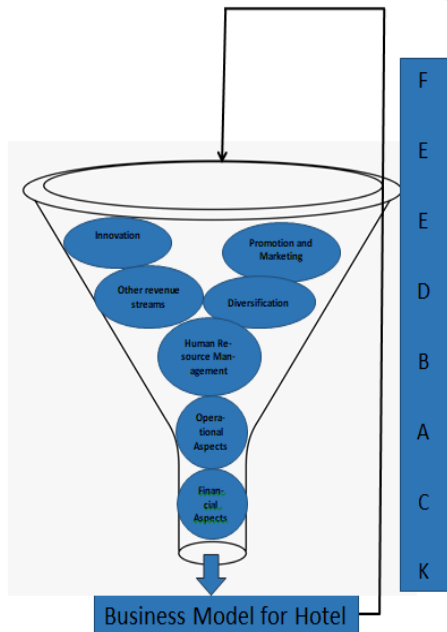 Innovation
Promotion and
Marketing
Other revenue
streams
Diversification
Human Re-
source Man-
agement
Opera-
tional
Aspects
Finan-
cial
Aspects
Business Model for Hotel
F
E
E
D
B
A
C
K